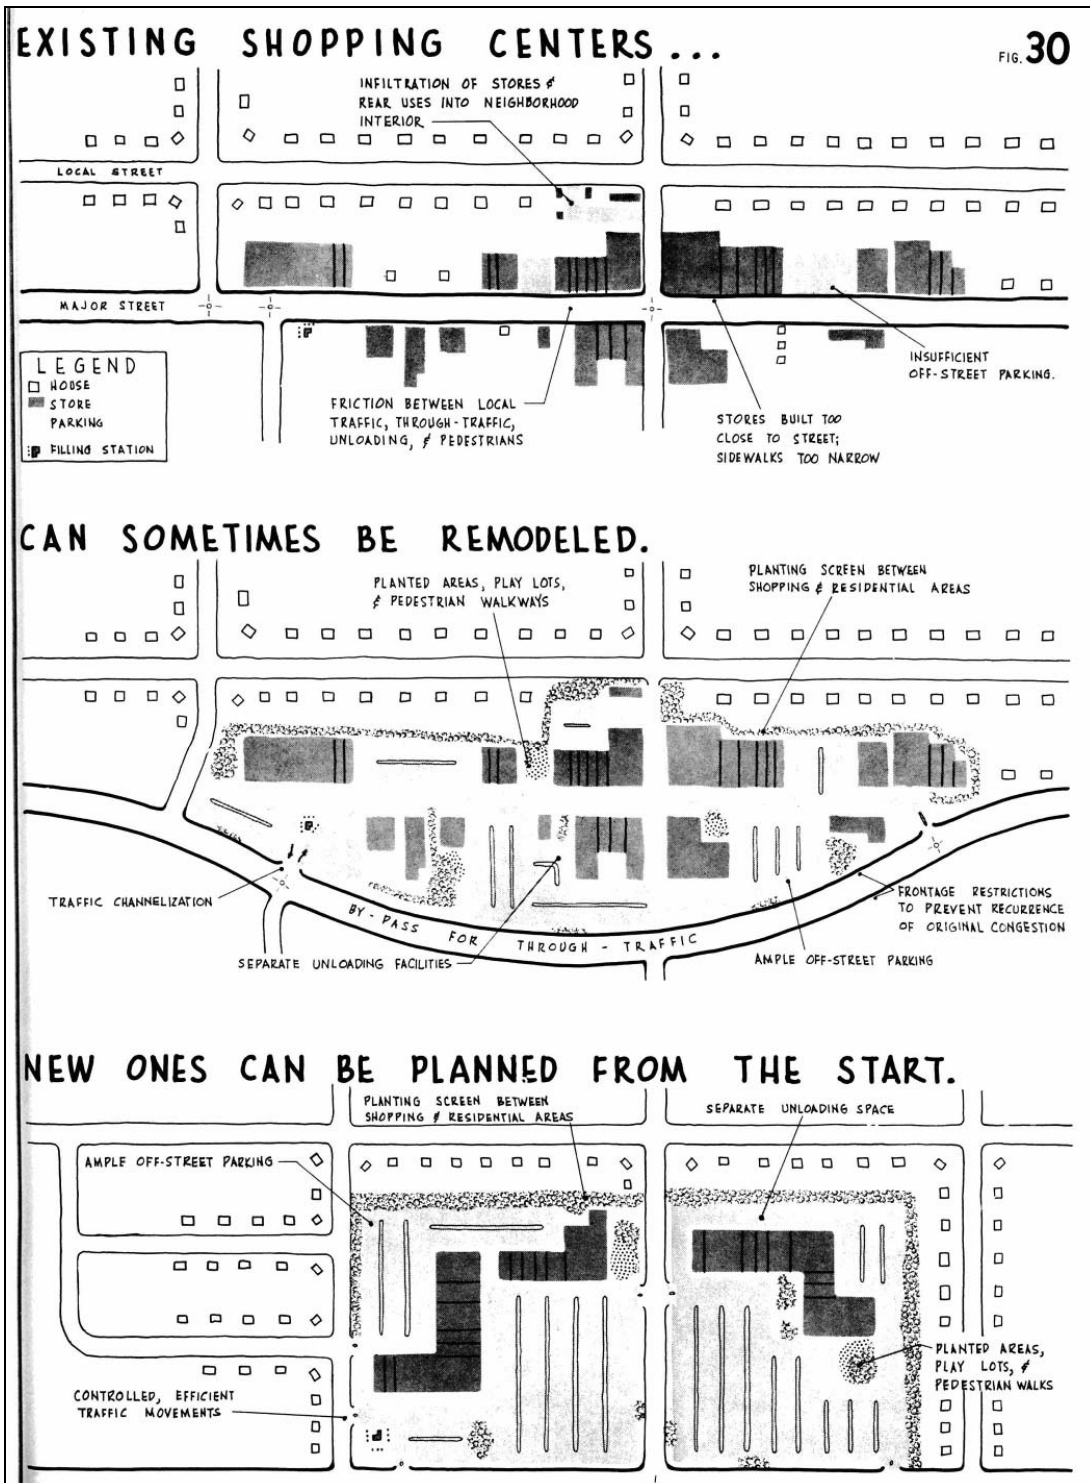 EXISTING SHOPPING CENTERS...
FIG. 30
INFILTRATION OF STORES &
REAR USES INTO NEIGHBORHOOD
INTERIOR
LOCAL STREET
MAJOR STREET
LEGEND
HOUSE
STORE
PARKING
FILLING STATION
FRICTION BETWEEN LOCAL
TRAFFIC, THROUGH-TRAFFIC,
UNLOADING, & PEDESTRIANS
STORES BUILT TOO
CLOSE TO STREET;
SIDEWALKS TOO NARROW
INSUFFICIENT
OFF-STREET PARKING.
CAN SOMETIMES BE REMODELED.
PLANTED AREAS, PLAY LOTS,
& PEDESTRIAN WALKWAYS
PLANTING SCREEN BETWEEN
SHOPPING & RESIDENTIAL AREAS
TRAFFIC CHANNELIZATION
BY-PASS FOR THROUGH-TRAFFIC
SEPARATE UNLOADING FACILITIES
AMPLE OFF-STREET PARKING
FRONTAGE RESTRICTIONS
TO PREVENT RECURRENCE
OF ORIGINAL CONGESTION
NEW ONES CAN BE PLANNED FROM THE START.
PLANTING SCREEN BETWEEN
SHOPPING & RESIDENTIAL AREAS
SEPARATE UNLOADING SPACE
AMPLE OFF-STREET PARKING
CONTROLLED, EFFICIENT
TRAFFIC MOVEMENTS
PLANTED AREAS,
PLAY LOTS, &
PEDESTRIAN WALKS